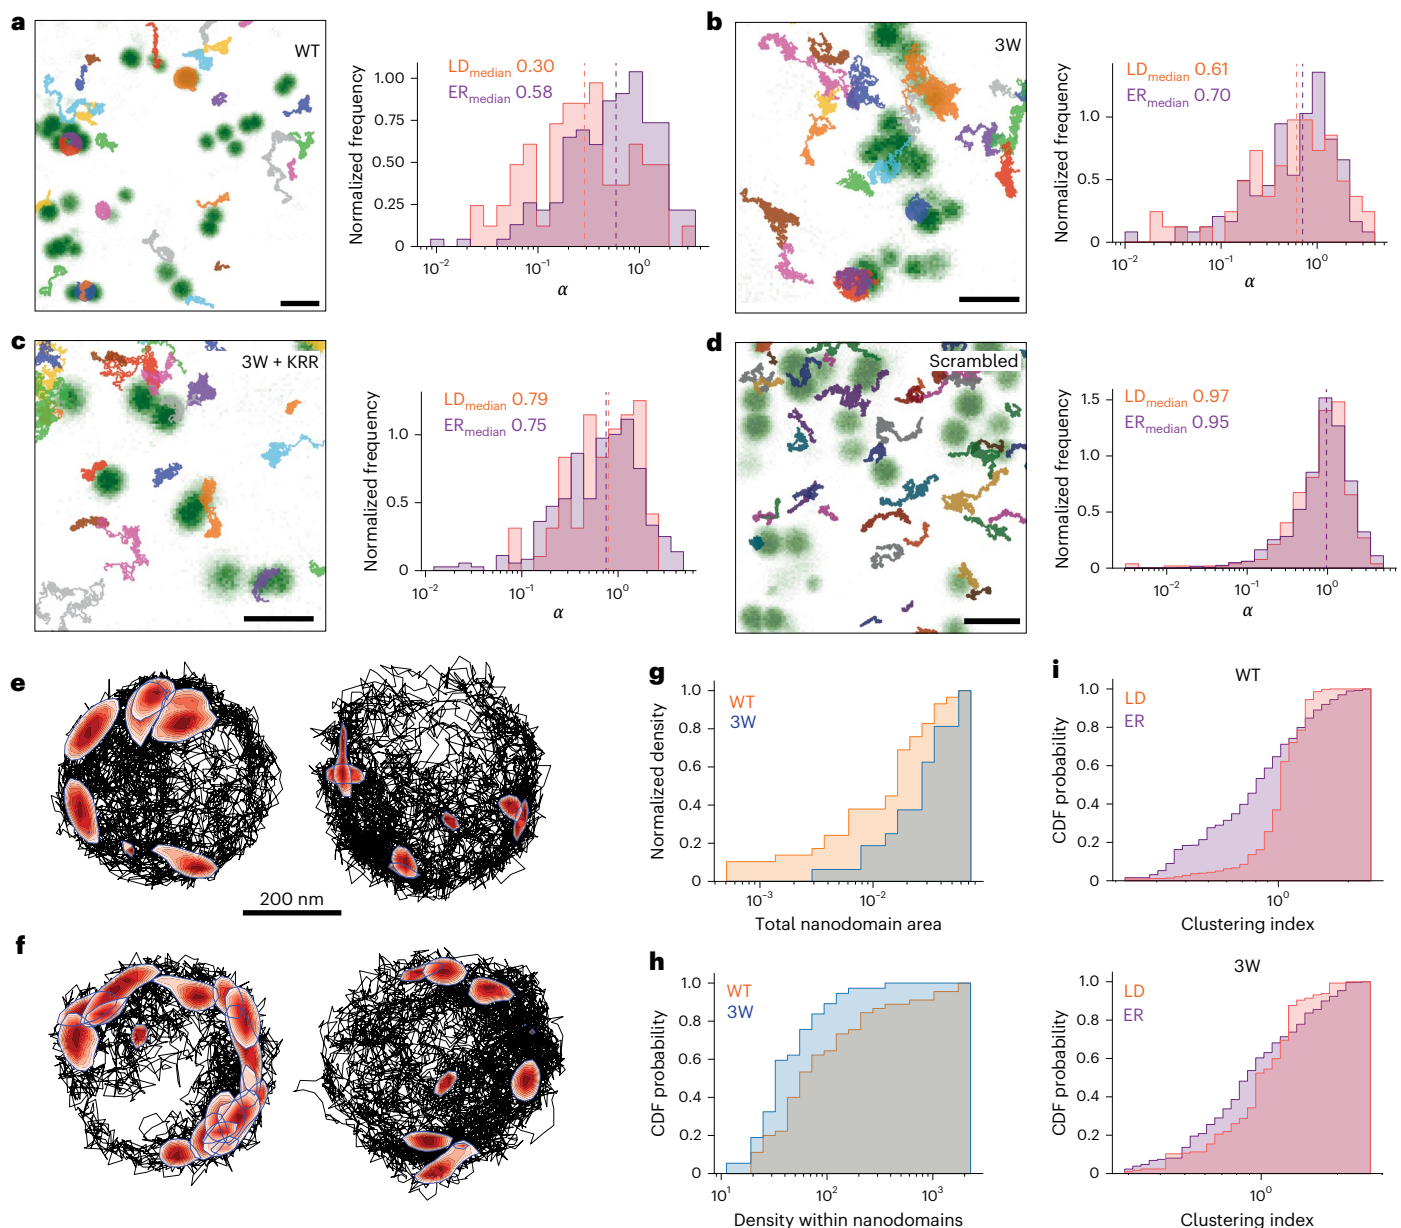 a
WT
Normalized frequency
LDmedian 0.30
ERmedian 0.58
1.00
0.75
0.50
0.25
0
10−2
10−1
100
α
b
3W
Normalized frequency
LDmedian 0.61
ERmedian 0.70
1.0
0.5
0
10−2
10−1
100
α
c
3W + KRR
Normalized frequency
LDmedian 0.79
ERmedian 0.75
1.0
0.5
0
10−2
10−1
100
α
d
Scrambled
Normalized frequency
LDmedian 0.97
ERmedian 0.95
1.5
1.0
0.5
0
10−2
10−1
100
α
e
200 nm
f
g
WT
3W
Normalized density
1.0
0.8
0.6
0.4
0.2
0
10−3
10−2
Total nanodomain area
h
WT
3W
CDF probability
1.0
0.8
0.6
0.4
0.2
0
101
102
103
Density within nanodomains
i
WT
LD
ER
CDF probability
1.0
0.8
0.6
0.4
0.2
0
100
Clustering index
3W
LD
ER
CDF probability
1.0
0.8
0.6
0.4
0.2
0
100
Clustering index